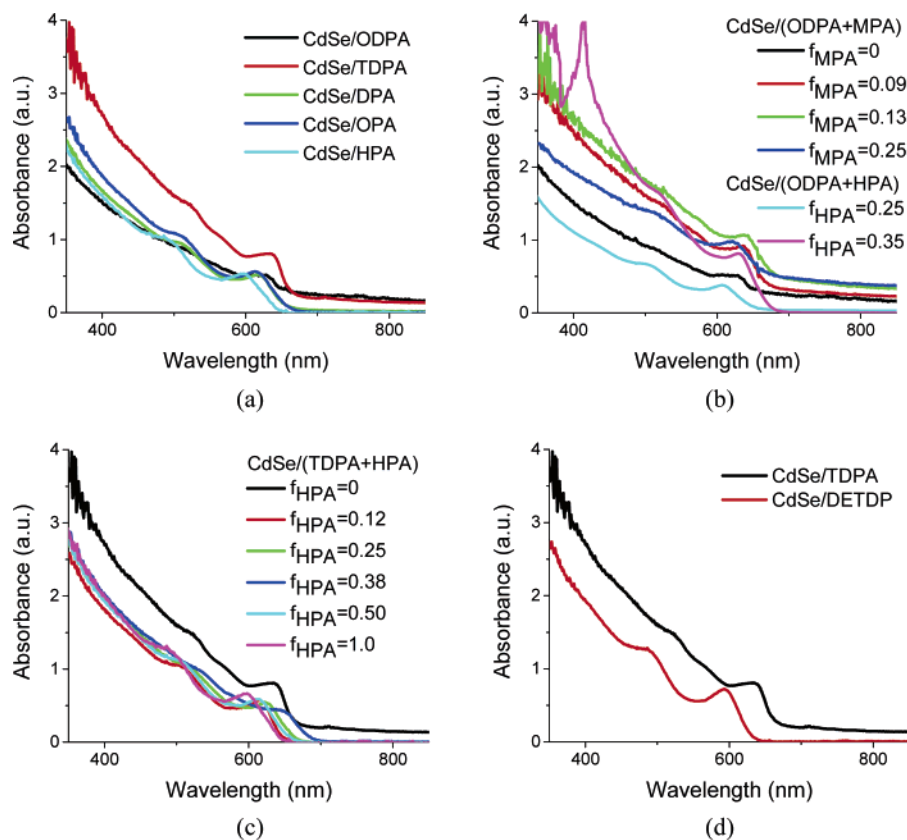 4
3
2
1
0
Absorbance (a.u.)
CdSe/ODPA
CdSe/TDPA
CdSe/DPA
CdSe/OPA
CdSe/HPA
400 600 800
Wavelength (nm)
(a)
4
3
2
1
0
Absorbance (a.u.)
CdSe/(ODPA+MPA)
fMPA=0
fMPA=0.09
fMPA=0.13
fMPA=0.25
CdSe/(ODPA+HPA)
fHPA=0.25
fHPA=0.35
400 600 800
Wavelength (nm)
(b)
4
3
2
1
0
Absorbance (a.u.)
CdSe/(TDPA+HPA)
fHPA=0
fHPA=0.12
fHPA=0.25
fHPA=0.38
fHPA=0.50
fHPA=1.0
400 600 800
Wavelength (nm)
(c)
4
3
2
1
0
Absorbance (a.u.)
CdSe/TDPA
CdSe/DETDP
400 600 800
Wavelength (nm)
(d)